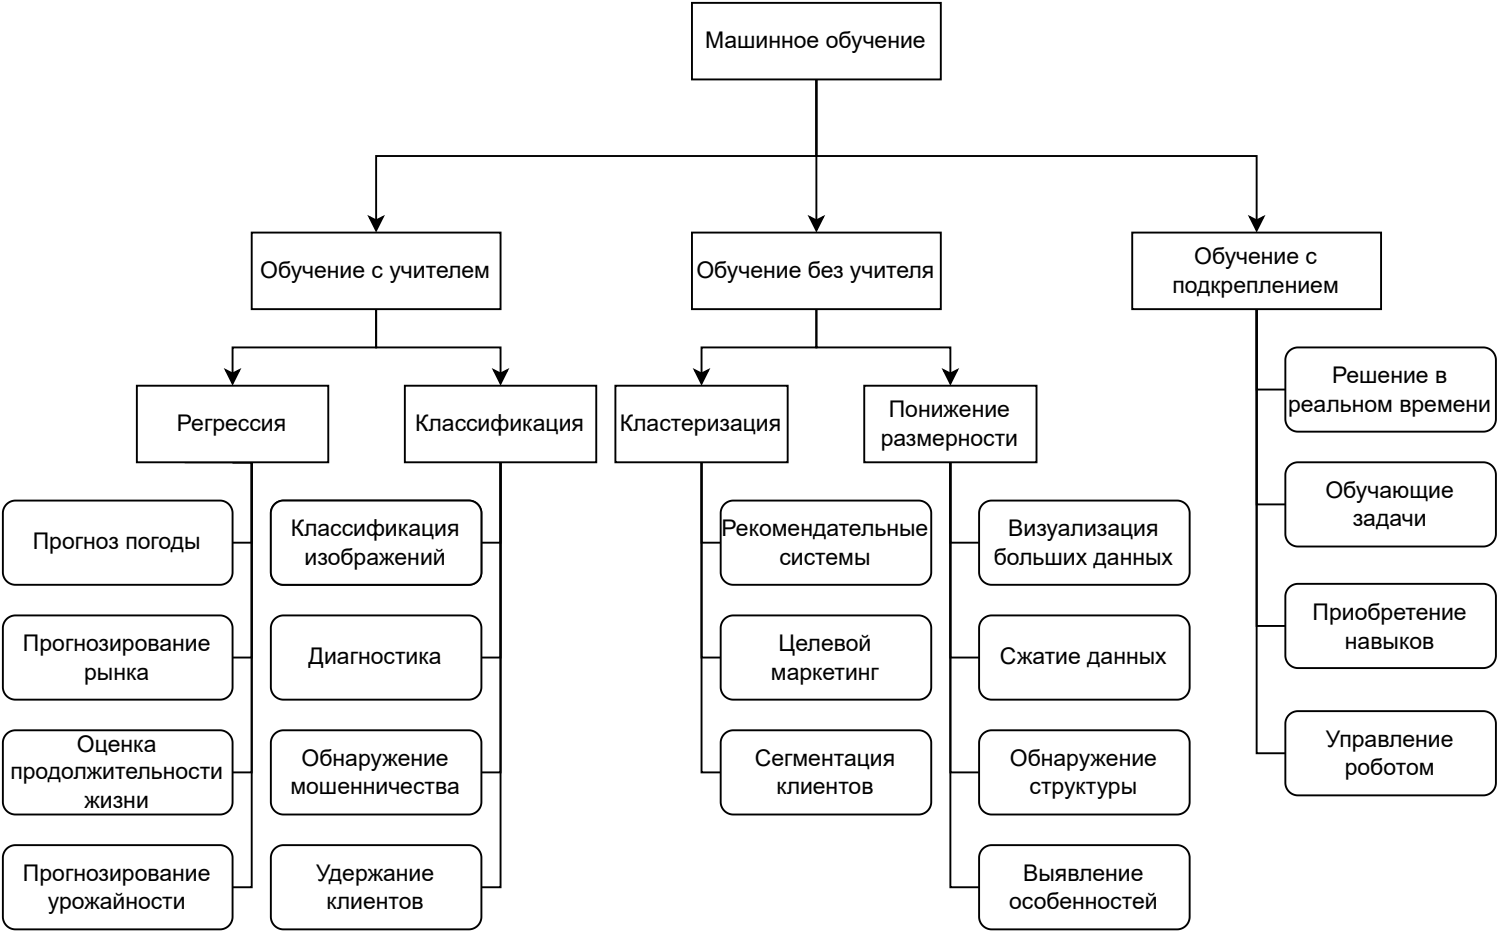 Машинное обучение
Обучение с учителем
Обучение без учителя
Обучение с
подкреплением
Регрессия
Классификация
Кластеризация
Понижение
размерности
Прогноз погоды
Прогнозирование
рынка
Оценка
продолжительности
жизни
Прогнозирование
урожайности
Классификация
изображений
Диагностика
Обнаружение
мошенничества
Удержание
клиентов
Рекомендательные
системы
Целевой
маркетинг
Сегментация
клиентов
Визуализация
больших данных
Сжатие данных
Обнаружение
структуры
Выявление
особенностей
Решение в
реальном времени
Обучающие
задачи
Приобретение
навыков
Управление
роботом